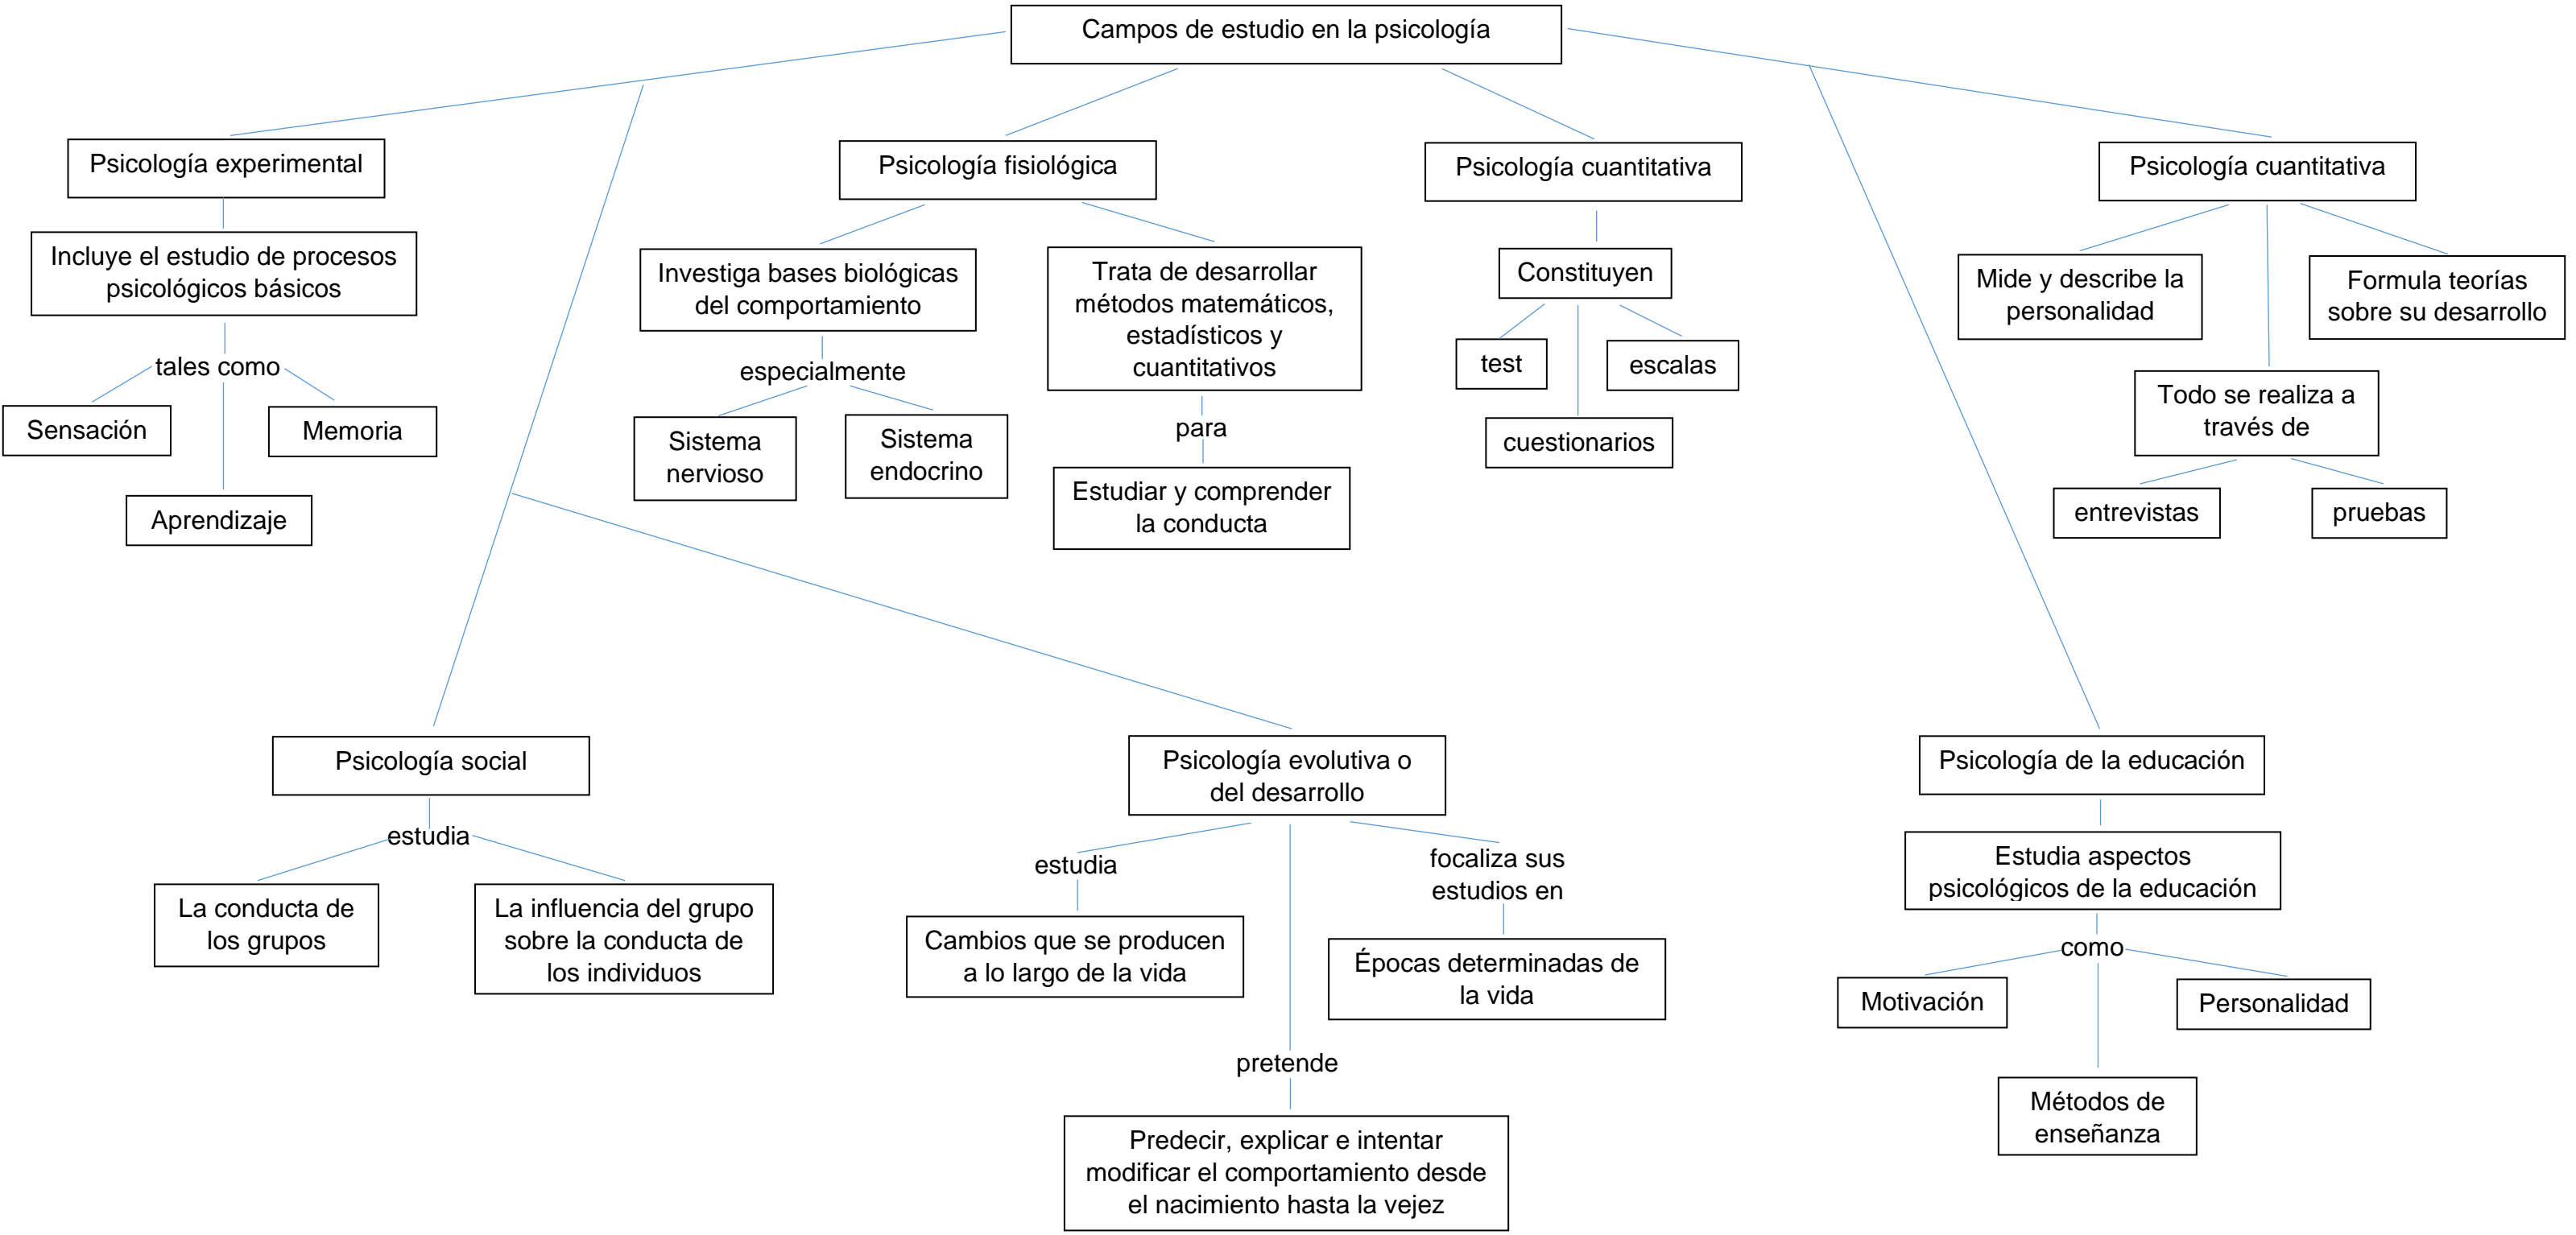 Campos de estudio en la psicología
Psicología experimental
Incluye el estudio de procesos
psicológicos básicos
tales como
Sensación
Memoria
Aprendizaje
Psicología fisiológica
Investiga bases biológicas
del comportamiento
especialmente
Sistema
nervioso
Sistema
endocrino
Trata de desarrollar
métodos matemáticos,
estadísticos y
cuantitativos
para
Estudiar y comprender
la conducta
Psicología cuantitativa
Constituyen
test
escalas
cuestionarios
Psicología cuantitativa
Mide y describe la
personalidad
Formula teorías
sobre su desarrollo
Todo se realiza a
través de
entrevistas
pruebas
Psicología social
estudia
La conducta de
los grupos
La influencia del grupo
sobre la conducta de
los individuos
Psicología evolutiva o
del desarrollo
estudia
Cambios que se producen
a lo largo de la vida
focaliza sus
estudios en
Épocas determinadas de
la vida
pretende
Predecir, explicar e intentar
modificar el comportamiento desde
el nacimiento hasta la vejez
Psicología de la educación
Estudia aspectos
psicológicos de la educación
como
Motivación
Personalidad
Métodos de
enseñanza